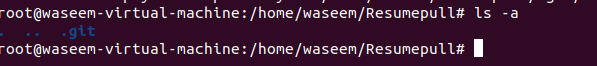 root@waseem-virtual-machine:/home/waseem/Resumepull# ls -a
. .. .git
root@waseem-virtual-machine:/home/waseem/Resumepull#